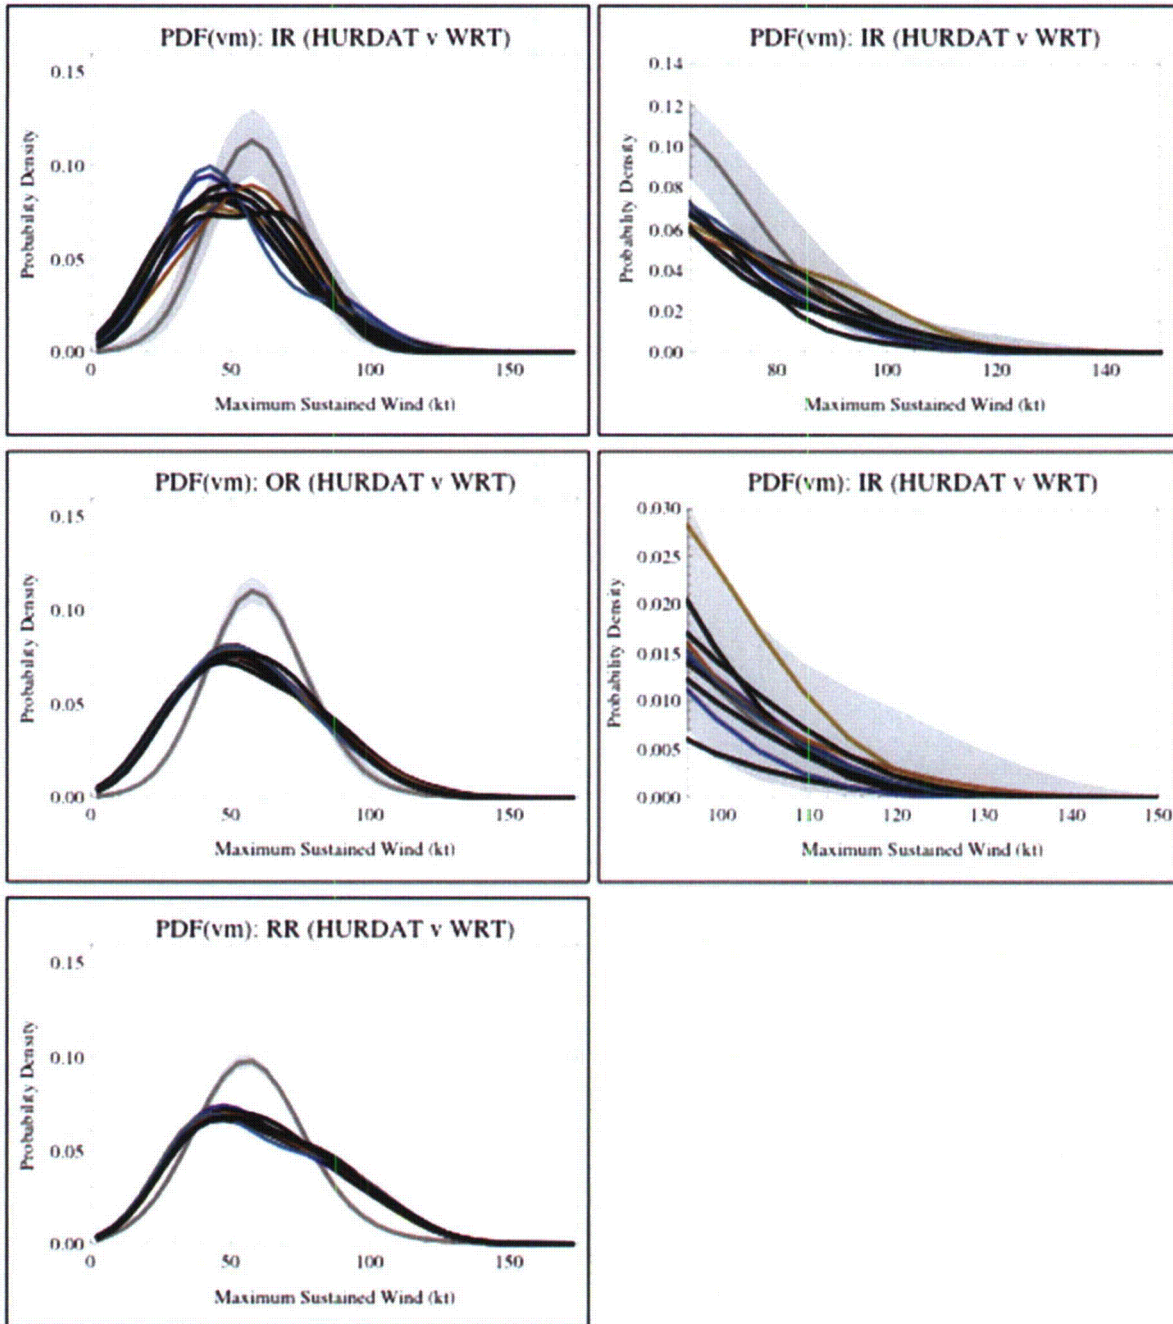 PDF(vm): IR (HURDAT v WRT)
0.15
0.10
0.05
0.00
Probability Density
0 50 100 150
Maximum Sustained Wind (kt)
PDF(vm): IR (HURDAT v WRT)
0.14
0.12
0.10
0.08
0.06
0.04
0.02
0.00
Probability Density
80 100 120 140
Maximum Sustained Wind (kt)
PDF(vm): OR (HURDAT v WRT)
0.15
0.10
0.05
0.00
Probability Density
0 50 100 150
Maximum Sustained Wind (kt)
PDF(vm): IR (HURDAT v WRT)
0.030
0.025
0.020
0.015
0.010
0.005
0.000
Probability Density
100 110 120 130 140 150
Maximum Sustained Wind (kt)
PDF(vm): RR (HURDAT v WRT)
0.15
0.10
0.05
0.00
Probability Density
0 50 100 150
Maximum Sustained Wind (kt)